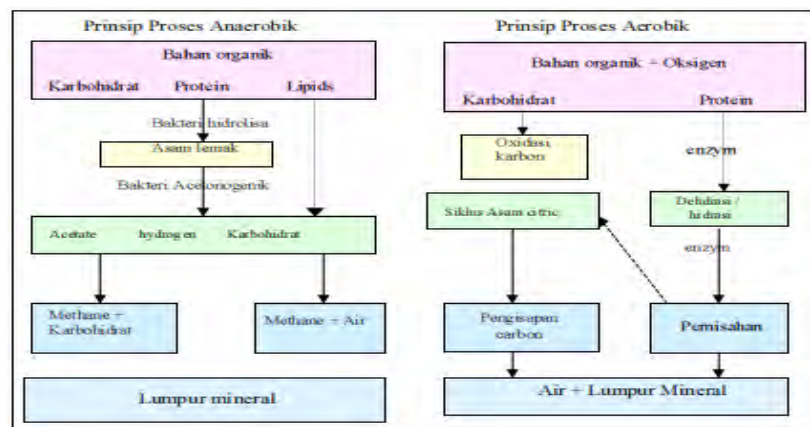 Prinsip Proses Anaerobik
Bahan organik
Karbohidrat Protein Lipids
Bakteri hidrolisa
Asam lemak
Bakteri Acetonogenik
Acetate hydrogen Karbohidrat
Methane +
Karbohidrat
Methane + Air
Lumpur mineral
Prinsip Proses Aerobik
Bahan organik + Oksigen
Karbohidrat Protein
Oxidasi
karbon
enzym
Siklus Asam citric
Dehidrasi /
hidrasi
enzym
Pengisapan
carbon
Pemisahan
Air + Lumpur Mineral